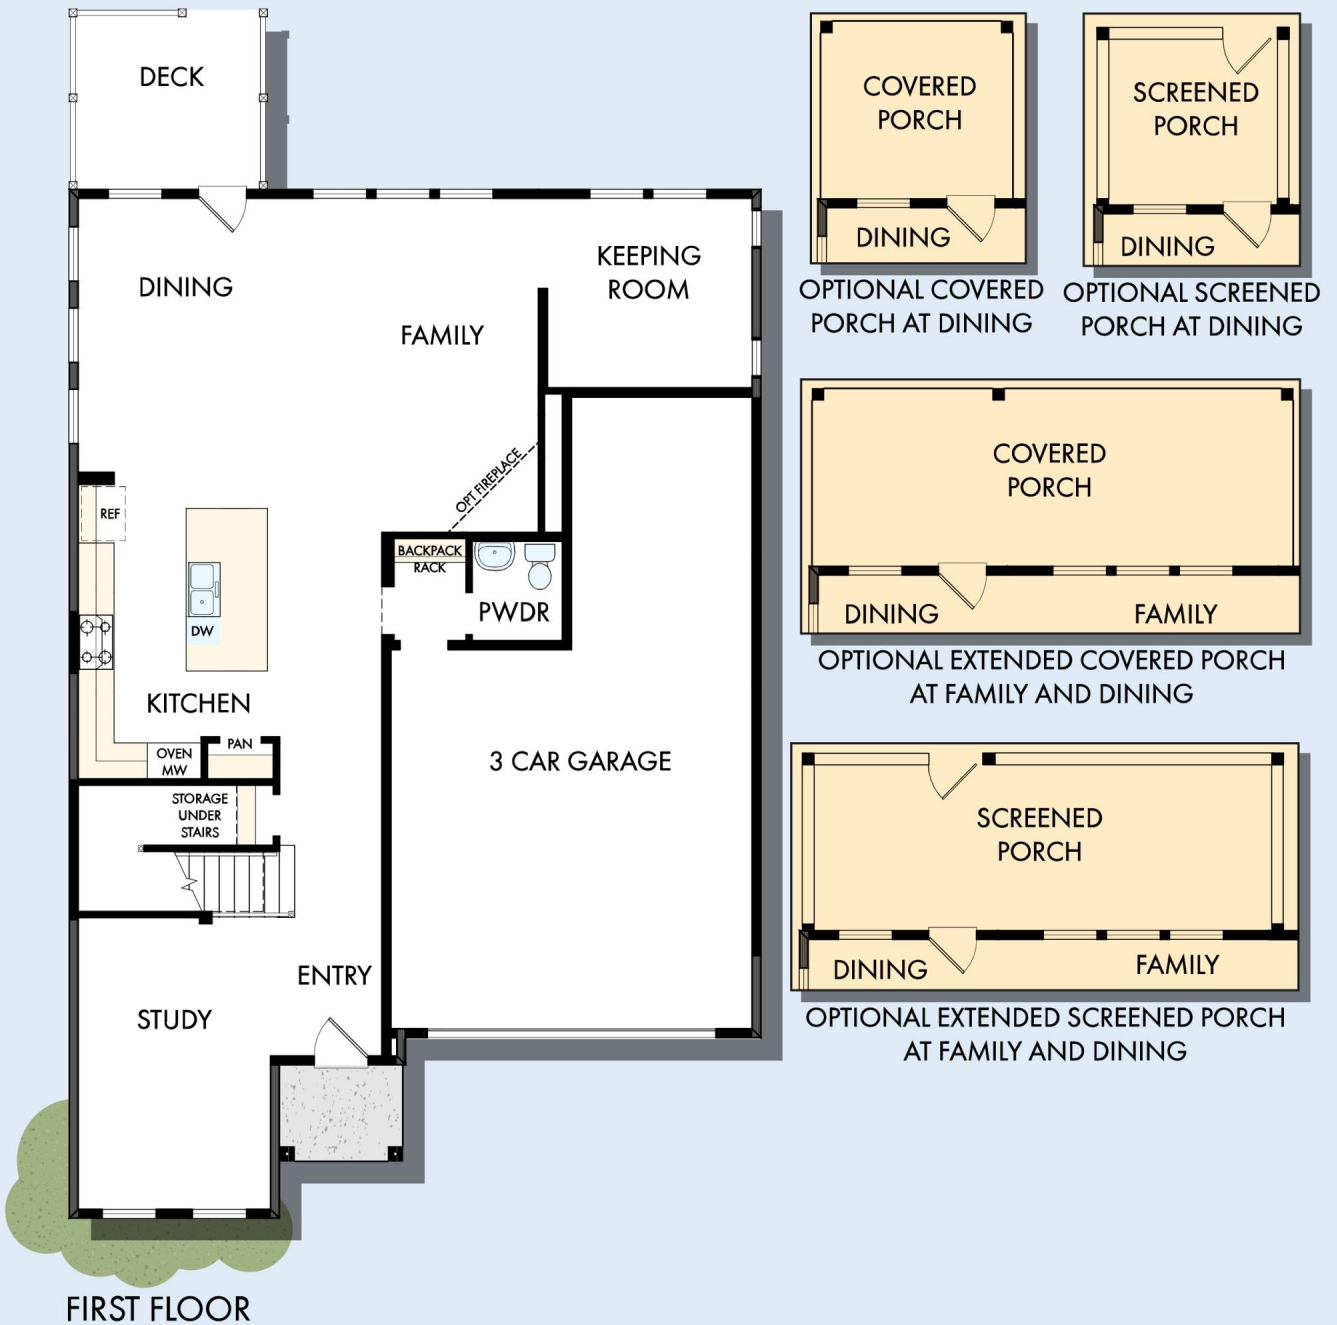 DECK
DINING
KEEPING
ROOM
FAMILY
OPT FIREPLACE
REF
BACKPACK
RACK
DW
PWDR
KITCHEN
PAN
OVEN
MW
3 CAR GARAGE
STORAGE
UNDER
STAIRS
ENTRY
STUDY
FIRST FLOOR
COVERED
PORCH
DINING
OPTIONAL COVERED
PORCH AT DINING
SCREENED
PORCH
DINING
OPTIONAL SCREENED
PORCH AT DINING
COVERED
PORCH
DINING
FAMILY
OPTIONAL EXTENDED COVERED PORCH
AT FAMILY AND DINING
SCREENED
PORCH
DINING
FAMILY
OPTIONAL EXTENDED SCREENED PORCH
AT FAMILY AND DINING